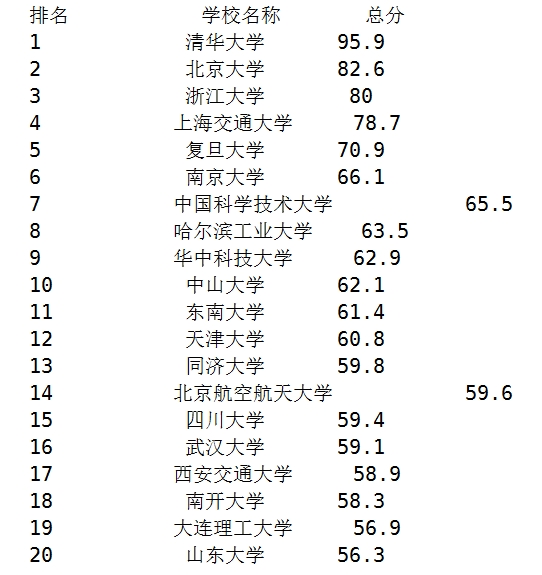 排名 学校名称 总分
1 清华大学 95.9
2 北京大学 82.6
3 浙江大学 80
4 上海交通大学 78.7
5 复旦大学 70.9
6 南京大学 66.1
7 中国科学技术大学 65.5
8 哈尔滨工业大学 63.5
9 华中科技大学 62.9
10 中山大学 62.1
11 东南大学 61.4
12 天津大学 60.8
13 同济大学 59.8
14 北京航空航天大学 59.6
15 四川大学 59.4
16 武汉大学 59.1
17 西安交通大学 58.9
18 南开大学 58.3
19 大连理工大学 56.9
20 山东大学 56.3